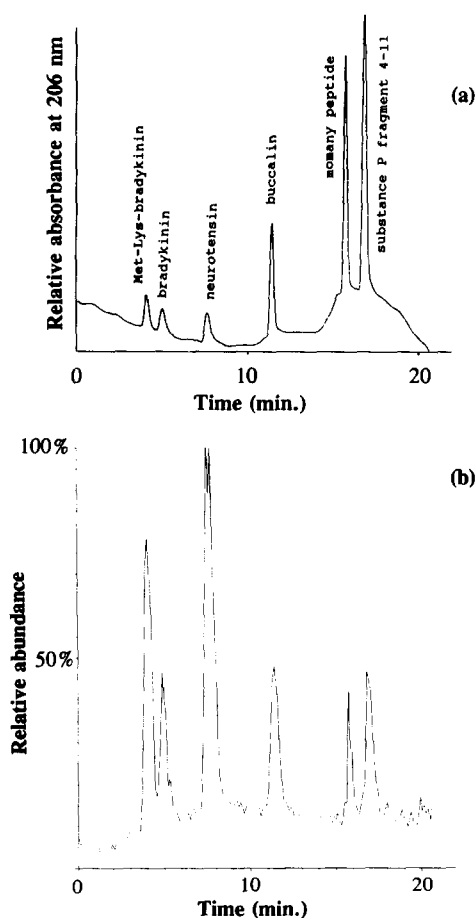 (a)
Relative absorbance at 206 nm
Met-Lys-bradykinin
bradykinin
neurotensin
buccalin
momany peptide
substance P fragment 4-11
0
10
20
Time (min.)
(b)
Relative abundance
100%
50%
0
10
20
Time (min.)